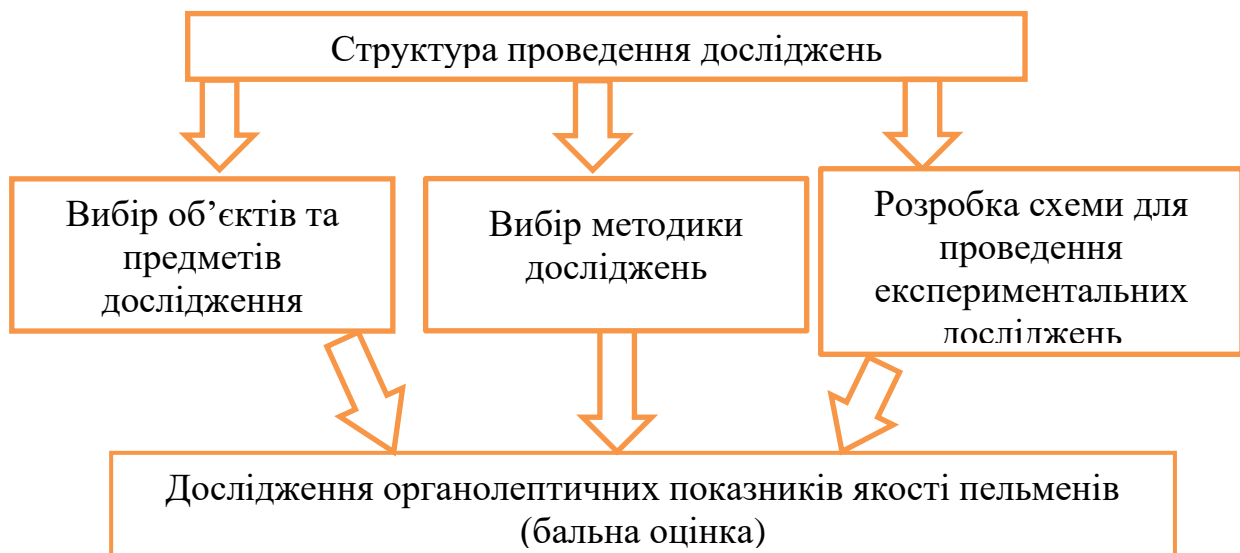 Структура проведення досліджень
Вибір об’єктів та
предметів
дослідження
Вибір методики
досліджень
Розробка схеми для
проведення
експериментальних
досліджень
Дослідження органолептичних показників якості пельменів
(бальна оцінка)